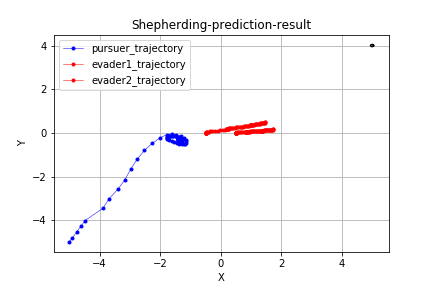 Shepherding-prediction-result
pursuer_trajectory
evader1_trajectory
evader2_trajectory
4
2
0
−2
−4
Y
−4 −2 0 2 4
X